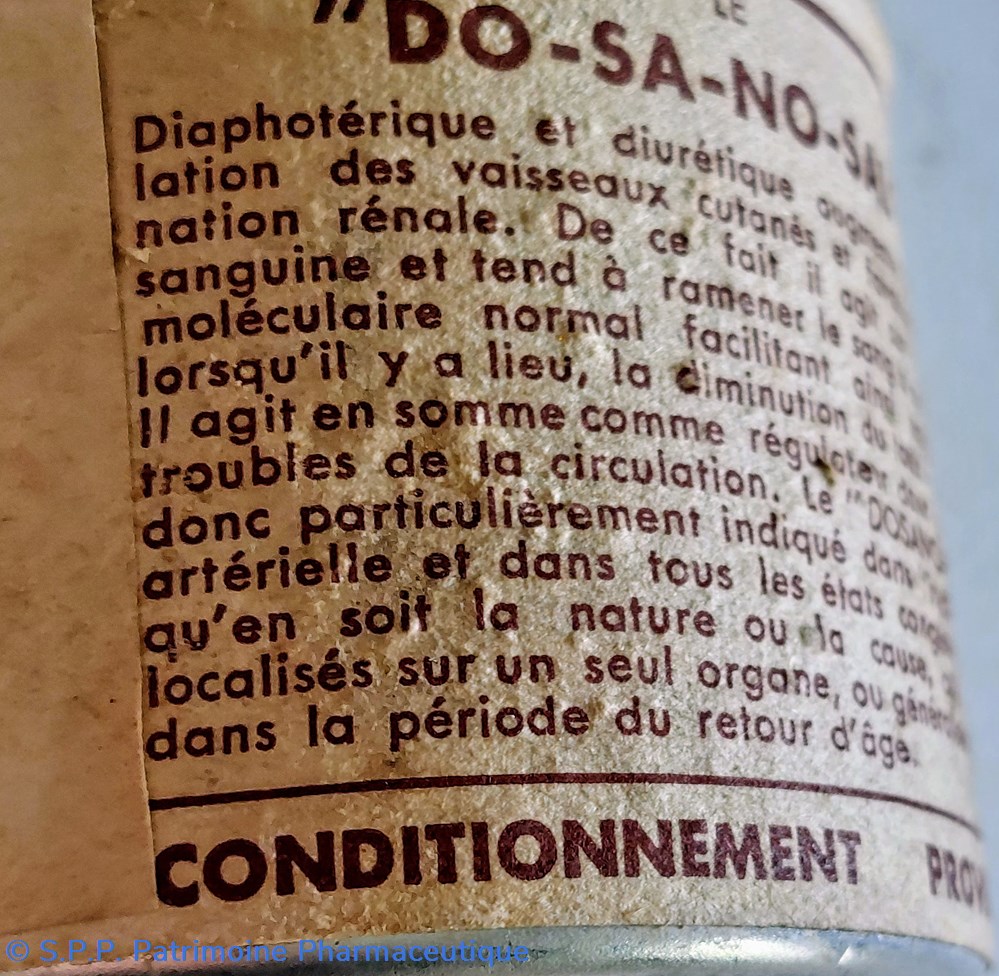 LE
"DO-SA-NO-SA
Diaphotérique et diurétique
lation des vaisseaux cutanés et
nation rénale. De ce fait il agit
sanguine et tend à ramener le sang
moléculaire normal facilitant ainsi
lorsqu'il y a lieu, la diminution du
Il agit en somme comme régulateur
troubles de la circulation. Le "DOSANO
donc particulièrement indiqué dans
artérielle et dans tous les états
qu'en soit la nature ou la cause,
localisés sur un seul organe, ou
dans la période du retour d'âge.
CONDITIONNEMENT PROV
© S.P.P. Patrimoine Pharmaceutique